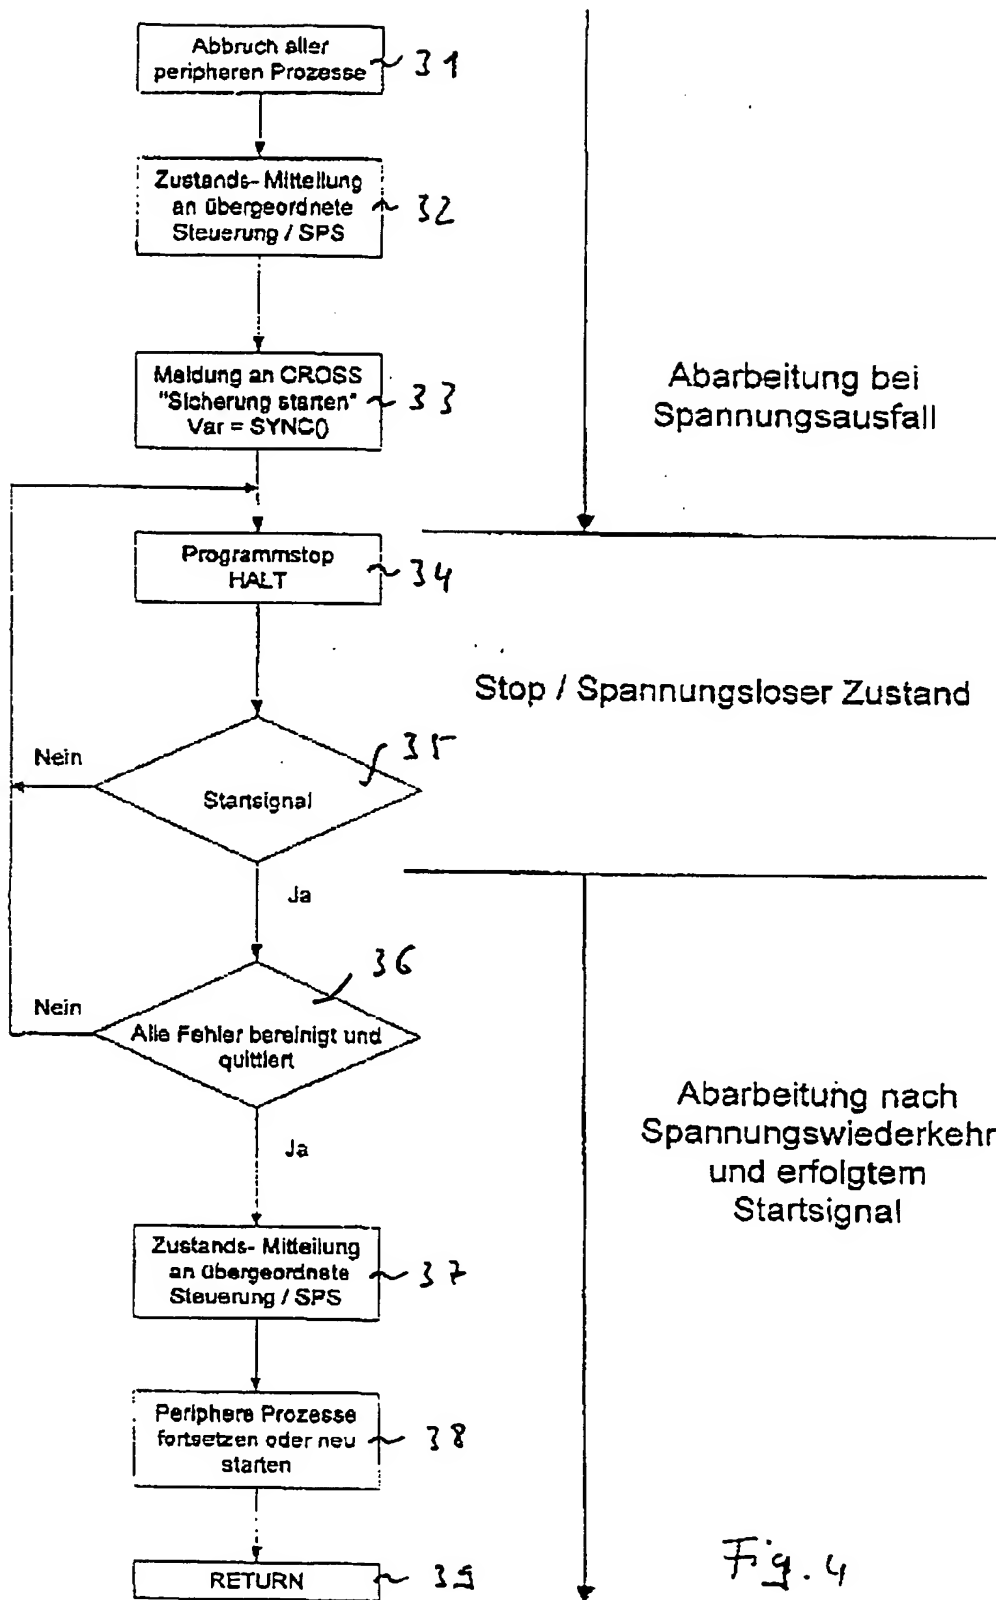 Abbruch aller
peripheren Prozesse
31
Zustands- Mitteilung
an übergeordnete
Steuerung / SPS
32
Meldung an CROSS
"Sicherung starten"
Var = SYNC()
33
Abarbeitung bei
Spannungsausfall
Programmstop
HALT
34
Stop / Spannungsloser Zustand
Nein
35
Startsignal
Ja
36
Nein
Alle Fehler bereinigt und
quittiert
Ja
Abarbeitung nach
Spannungswiederkehr
und erfolgtem
Startsignal
Zustands- Mitteilung
an übergeordnete
Steuerung / SPS
37
Periphere Prozesse
fortsetzen oder neu
starten
38
RETURN
39
Fig. 4